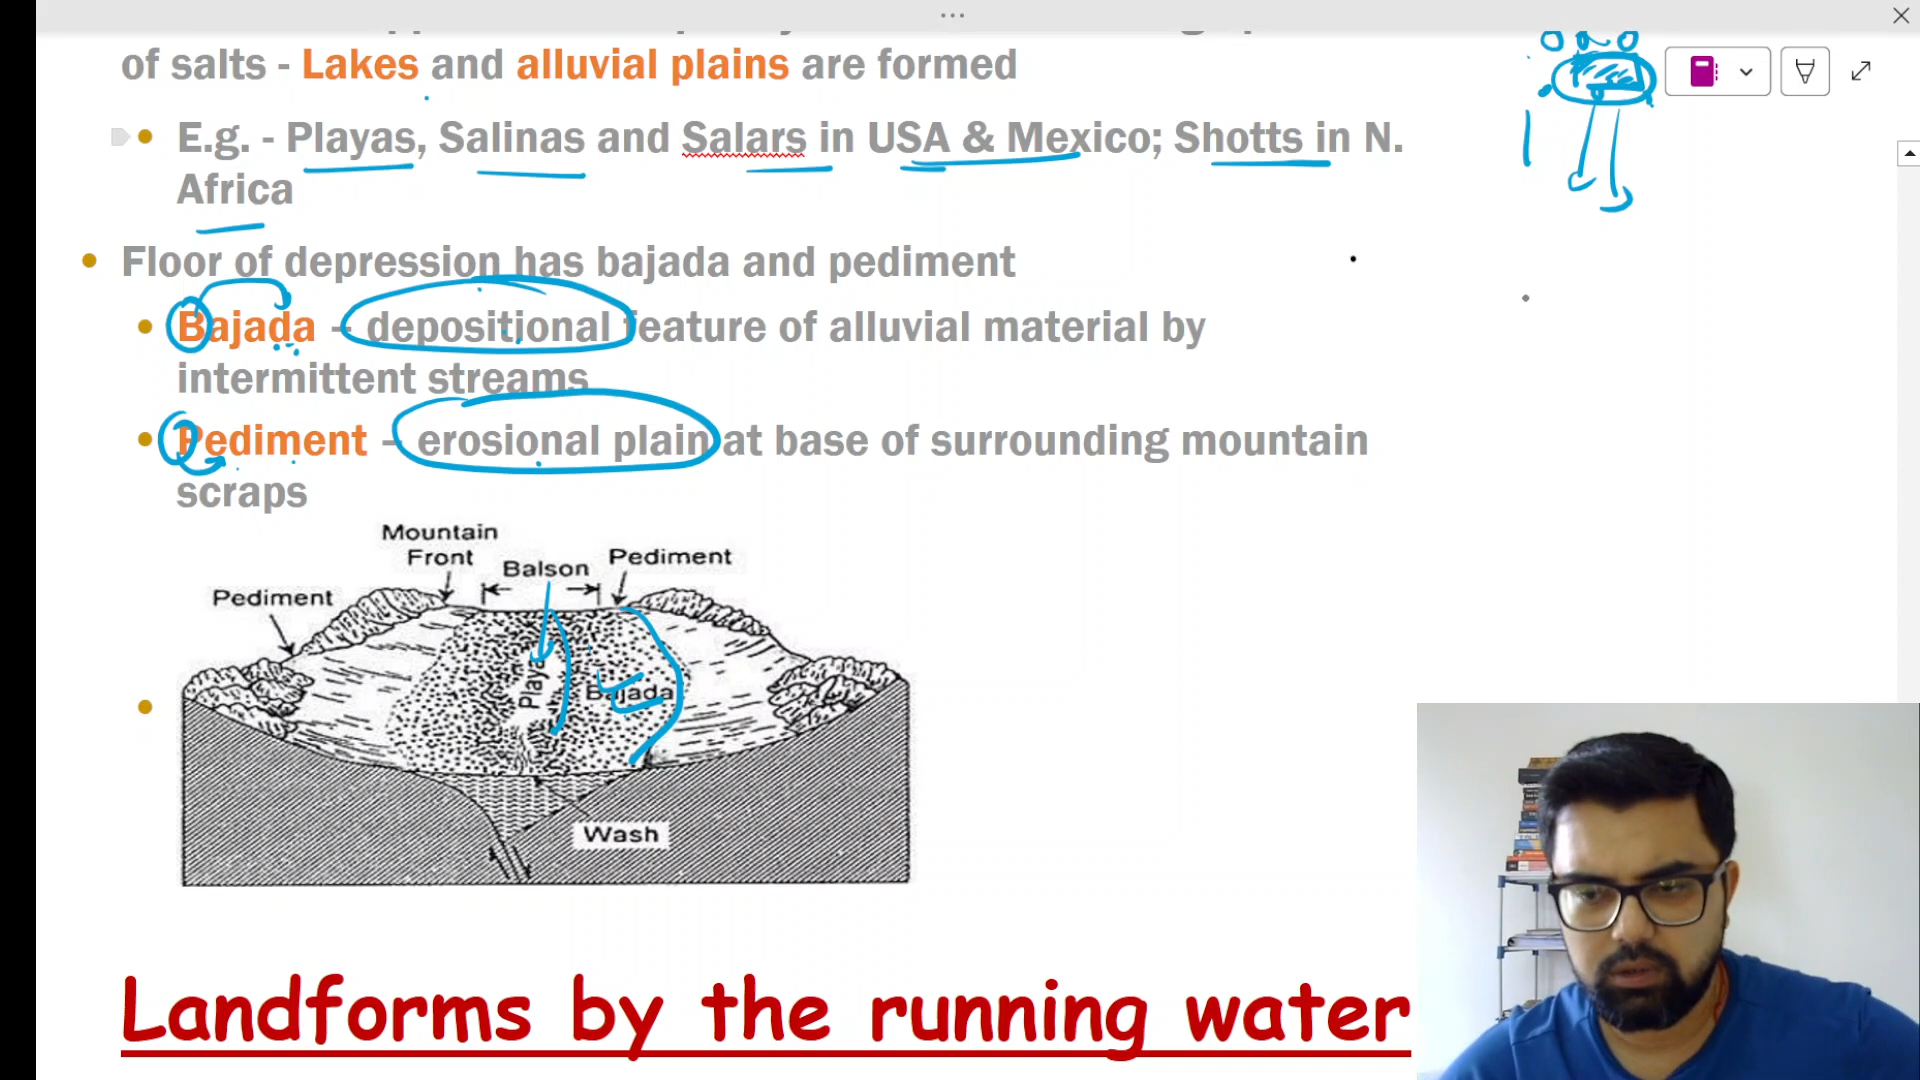 of salts - Lakes and alluvial plains are formed
E.g. - Playas, Salinas and Salars in USA & Mexico; Shotts in N.
Africa
Floor of depression has bajada and pediment
Bajada – depositional feature of alluvial material by
intermittent streams
Pediment – erosional plain at base of surrounding mountain
scraps
Mountain
Front
Balson
Pediment
Pediment
Playa
Bajada
Wash
Landforms by the running water